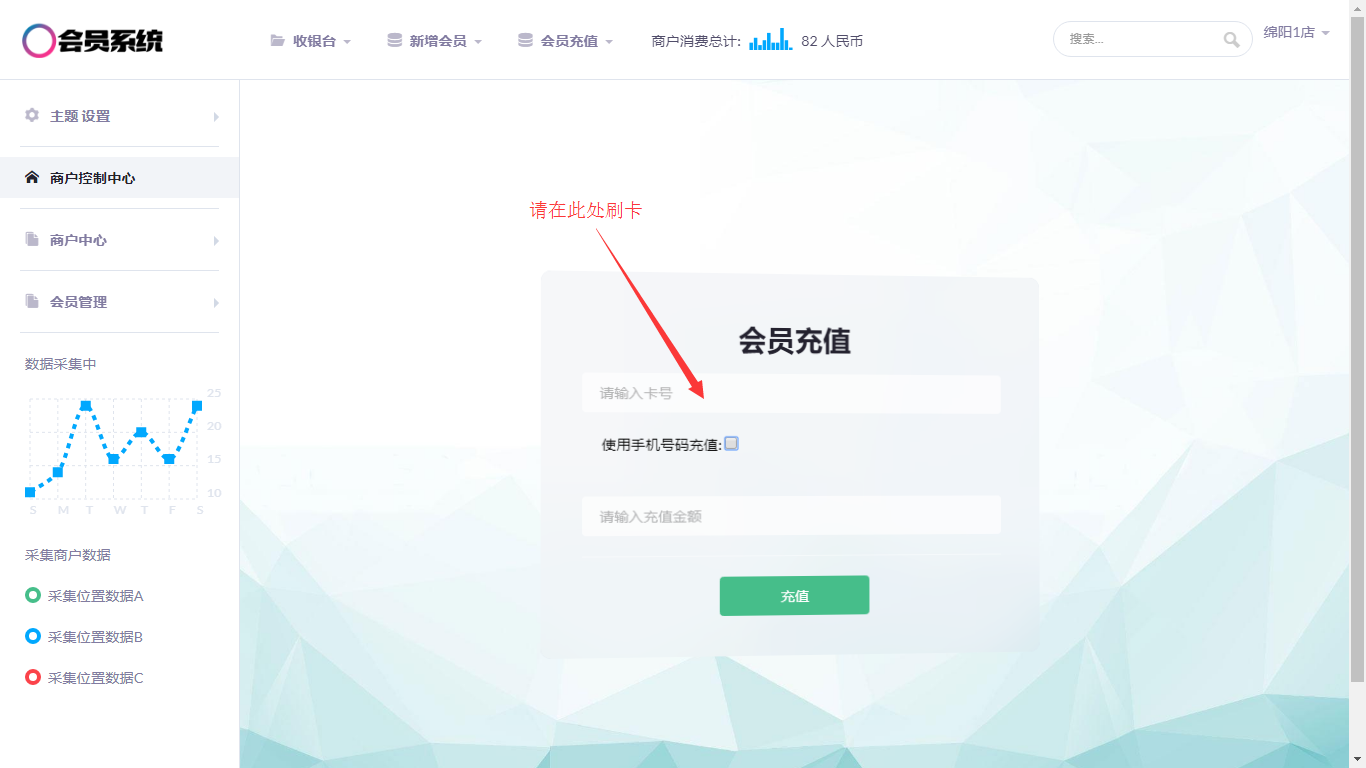 会员系统
收银台
新增会员
会员充值
商户消费总计: 82 人民币
搜索...
绵阳1店
主题 设置
商户控制中心
商户中心
会员管理
数据采集中
25
20
15
10
S M T W T F S
采集商户数据
采集位置数据A
采集位置数据B
采集位置数据C
请在此处刷卡
会员充值
请输入卡号
使用手机号码充值:
请输入充值金额
充值